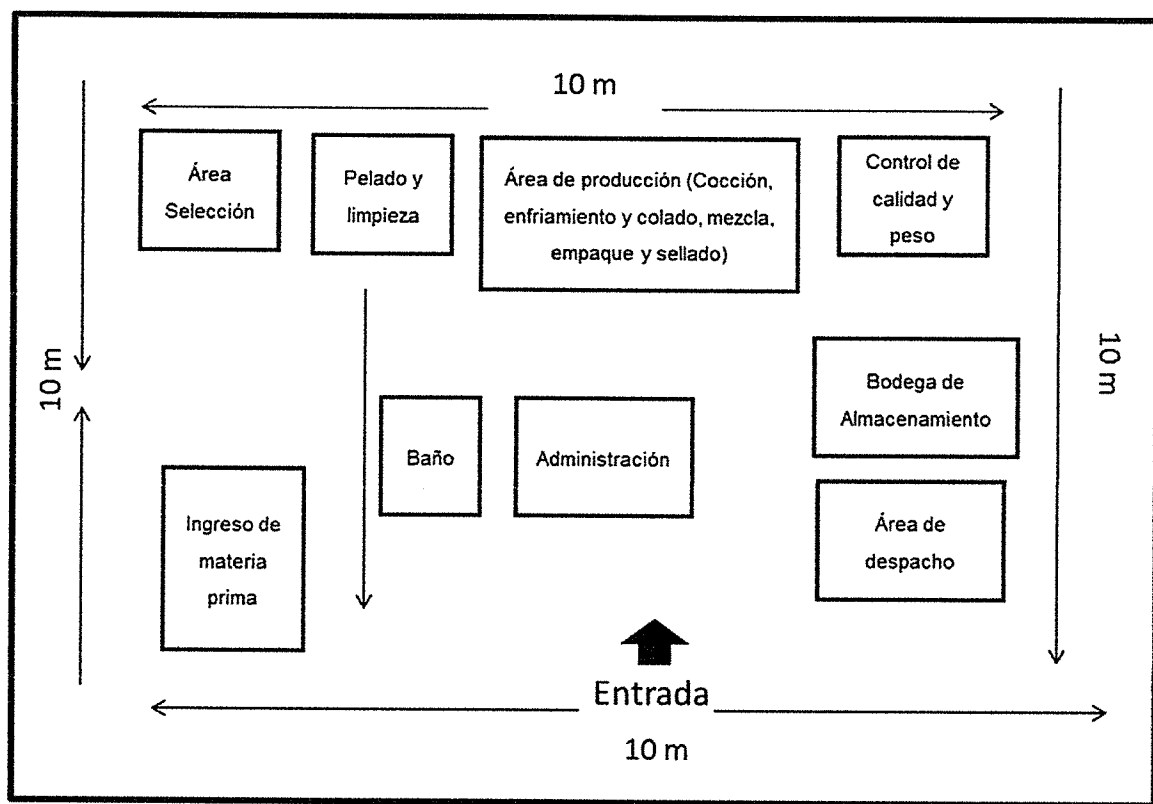 10 m
Área
Selección
Pelado y
limpieza
Área de producción (Cocción,
enfriamiento y colado, mezcla,
empaque y sellado)
Control de
calidad y
peso
10 m
10 m
Bodega de
Almacenamiento
Baño
Administración
Ingreso de
materia
prima
Área de
despacho
Entrada
10 m